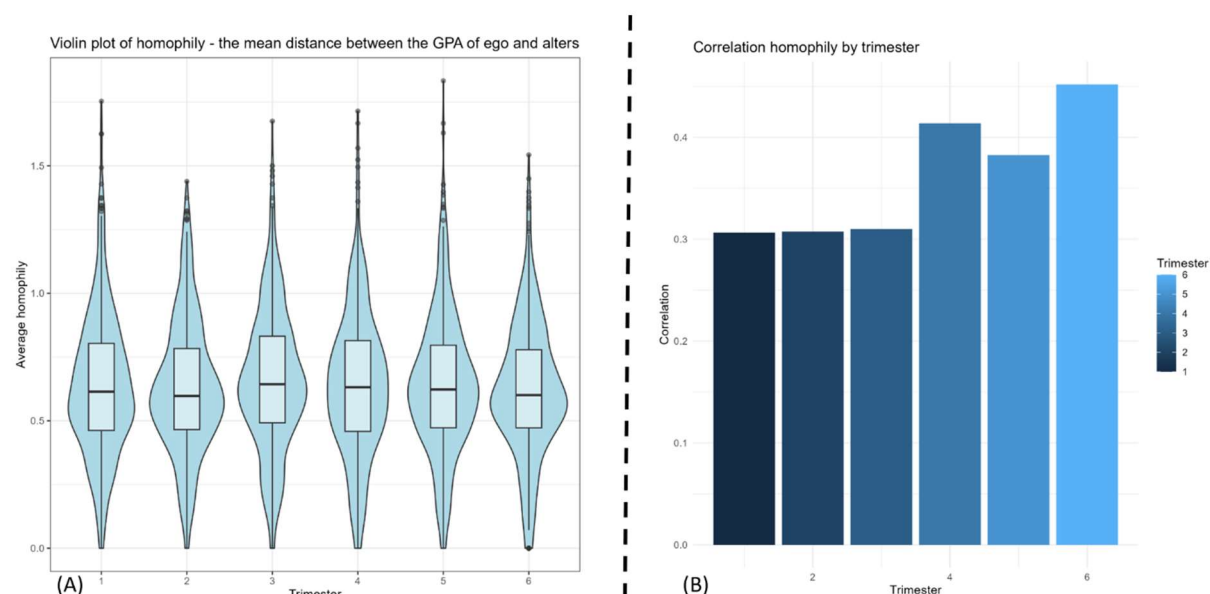 Violin plot of homophily - the mean distance between the GPA of ego and alters
Average homophily
1.5
1.0
0.5
0.0
1 2 3 4 5 6
Trimester
(A)
Correlation homophily by trimester
Correlation
0.4
0.3
0.2
0.1
0.0
2 4 6
Trimester
(B)
Trimester
6
5
4
3
2
1